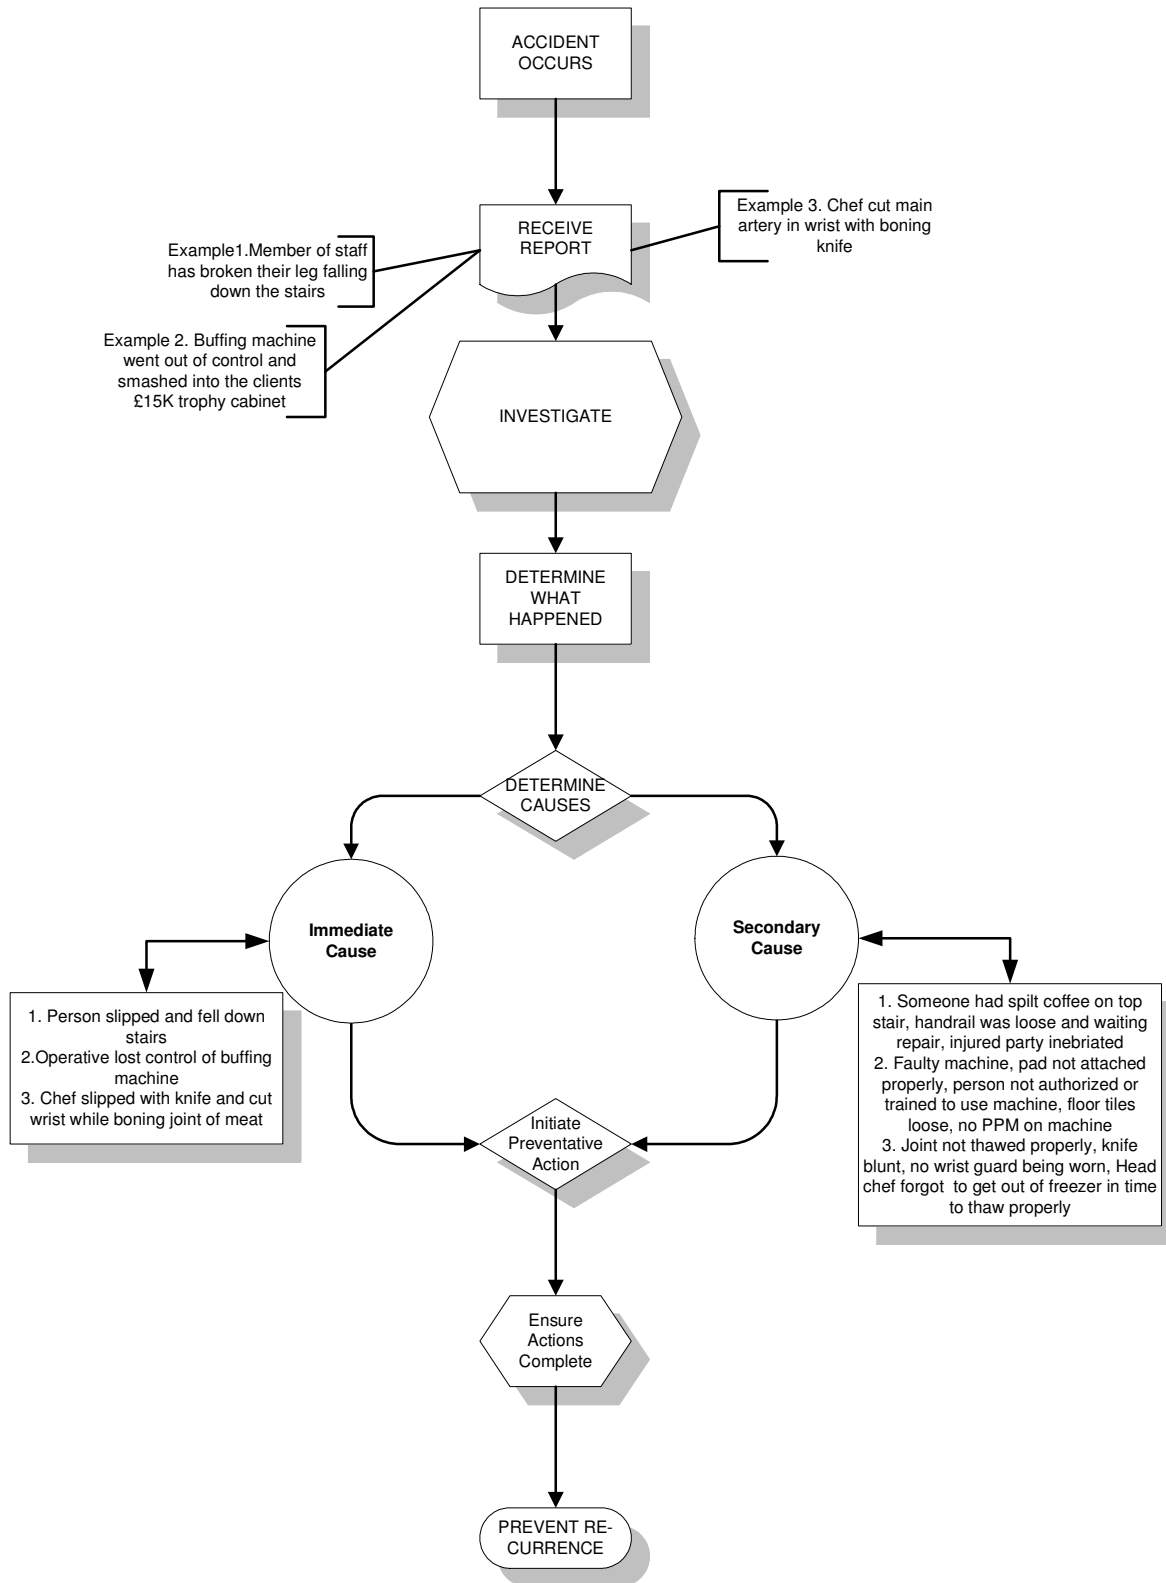 ACCIDENT
OCCURS
RECEIVE
REPORT
Example 3. Chef cut main
artery in wrist with boning
knife
Example1.Member of staff
has broken their leg falling
down the stairs
Example 2. Buffing machine
went out of control and
smashed into the clients
£15K trophy cabinet
INVESTIGATE
DETERMINE
WHAT
HAPPENED
DETERMINE
CAUSES
Immediate
Cause
Secondary
Cause
1. Person slipped and fell down
stairs
2.Operative lost control of buffing
machine
3. Chef slipped with knife and cut
wrist while boning joint of meat
1. Someone had spilt coffee on top
stair, handrail was loose and waiting
repair, injured party inebriated
2. Faulty machine, pad not attached
properly, person not authorized or
trained to use machine, floor tiles
loose, no PPM on machine
3. Joint not thawed properly, knife
blunt, no wrist guard being worn, Head
chef forgot  to get out of freezer in time
to thaw properly
Initiate
Preventative
Action
Ensure
Actions
Complete
PREVENT RE-
CURRENCE